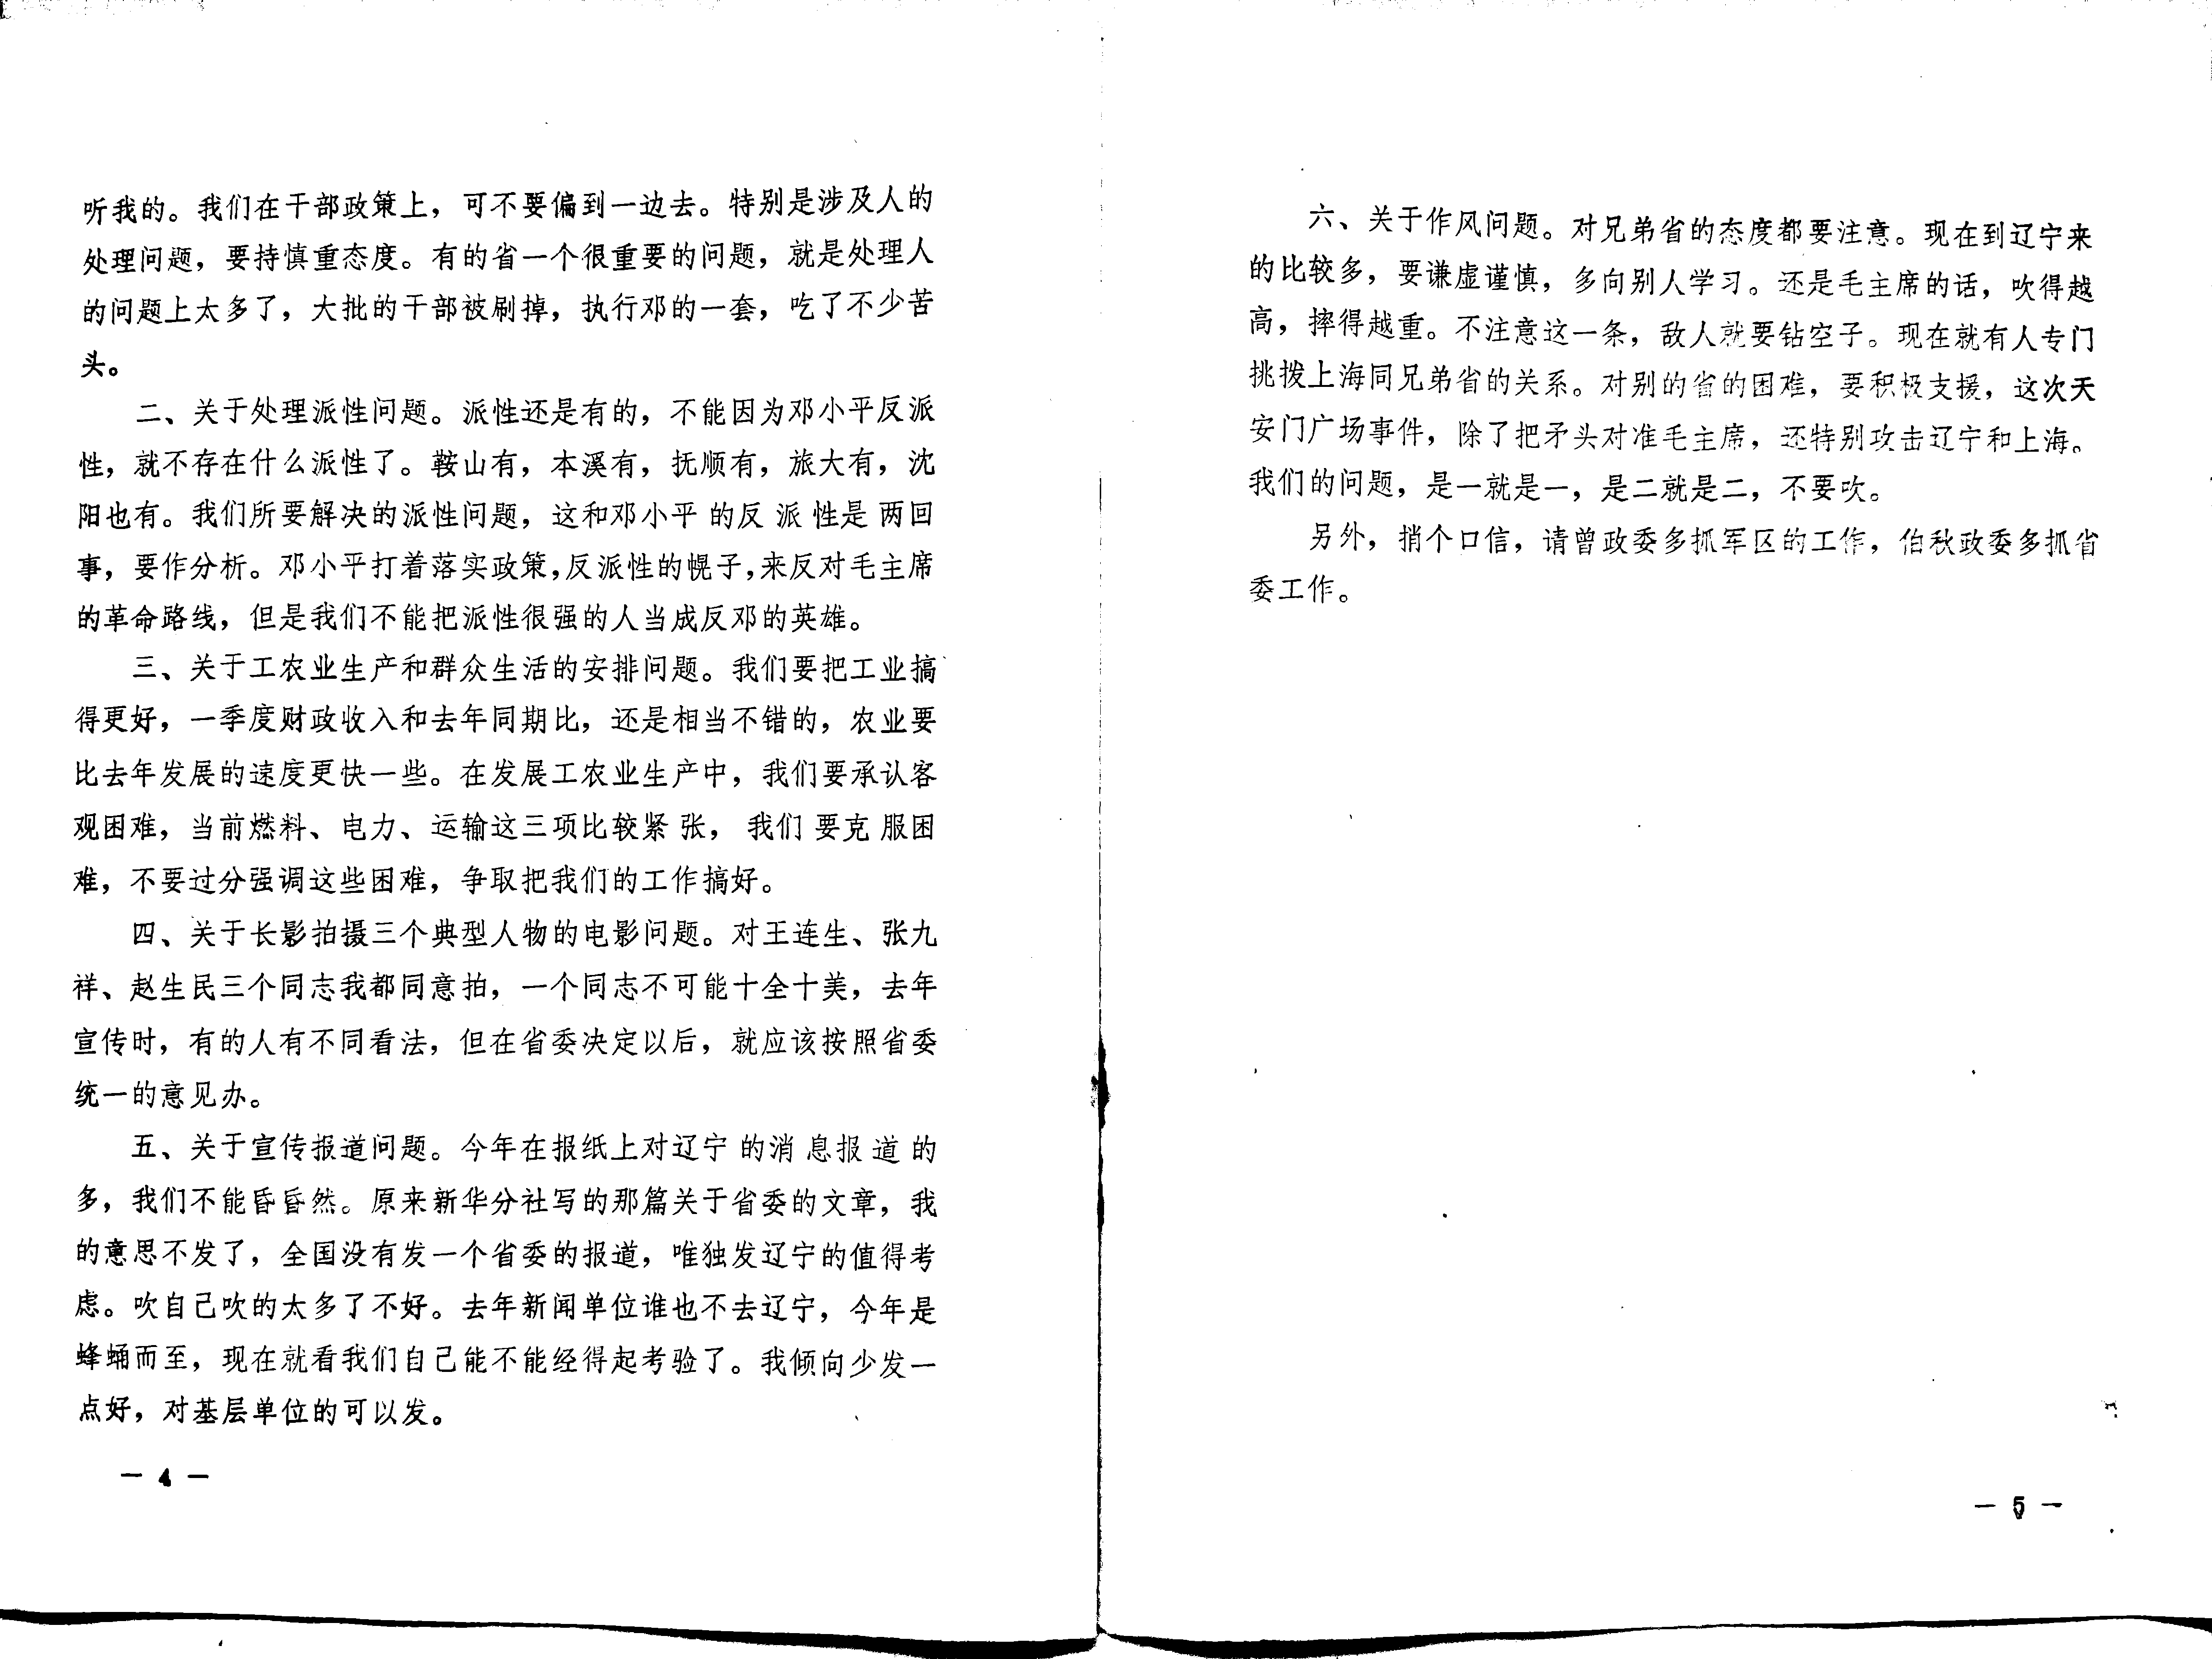 听我的。我们在干部政策上，可不要偏到一边去。特别是涉及人的
处理问题，要持慎重态度。有的省一个很重要的问题，就是处理人
的问题上太多了，大批的干部被刷掉，执行邓的一套，吃了不少苦
头。
二、关于处理派性问题。派性还是有的，不能因为邓小平反派
性，就不存在什么派性了。鞍山有，本溪有，抚顺有，旅大有，沈
阳也有。我们所要解决的派性问题，这和邓小平的反派性是两回
事，要作分析。邓小平打着落实政策，反派性的幌子，来反对毛主席
的革命路线，但是我们不能把派性很强的人当成反邓的英雄。
三、关于工农业生产和群众生活的安排问题。我们要把工业搞
得更好，一季度财政收入和去年同期比，还是相当不错的，农业要
比去年发展的速度更快一些。在发展工农业生产中，我们要承认客
观困难，当前燃料、电力、运输这三项比较紧张，我们要克服困
难，不要过分强调这些困难，争取把我们的工作搞好。
四、关于长影拍摄三个典型人物的电影问题。对王连生、张九
祥、赵生民三个同志我都同意拍，一个同志不可能十全十美，去年
宣传时，有的人有不同看法，但在省委决定以后，就应该按照省委
统一的意见办。
五、关于宣传报道问题。今年在报纸上对辽宁的消息报道的
多，我们不能昏昏然。原来新华分社写的那篇关于省委的文章，我
的意思不发了，全国没有发一个省委的报道，唯独发辽宁的值得考
虑。吹自己吹的太多了不好。去年新闻单位谁也不去辽宁，今年是
蜂蛹而至，现在就看我们自己能不能经得起考验了。我倾向少发一
点好，对基层单位的可以发。
— 4 —
六、关于作风问题。对兄弟省的态度都要注意。现在到辽宁来
的比较多，要谦虚谨慎，多向别人学习。还是毛主席的话，吹得越
高，摔得越重。不注意这一条，敌人就要钻空子。现在就有人专门
挑拨上海同兄弟省的关系。对别的省的困难，要积极支援，这次天
安门广场事件，除了把矛头对准毛主席，还特别攻击辽宁和上海。
我们的问题，是一就是一，是二就是二，不要吹。
另外，捎个口信，请曾政委多抓军区的工作，伯秋政委多抓省
委工作。
— 5 —